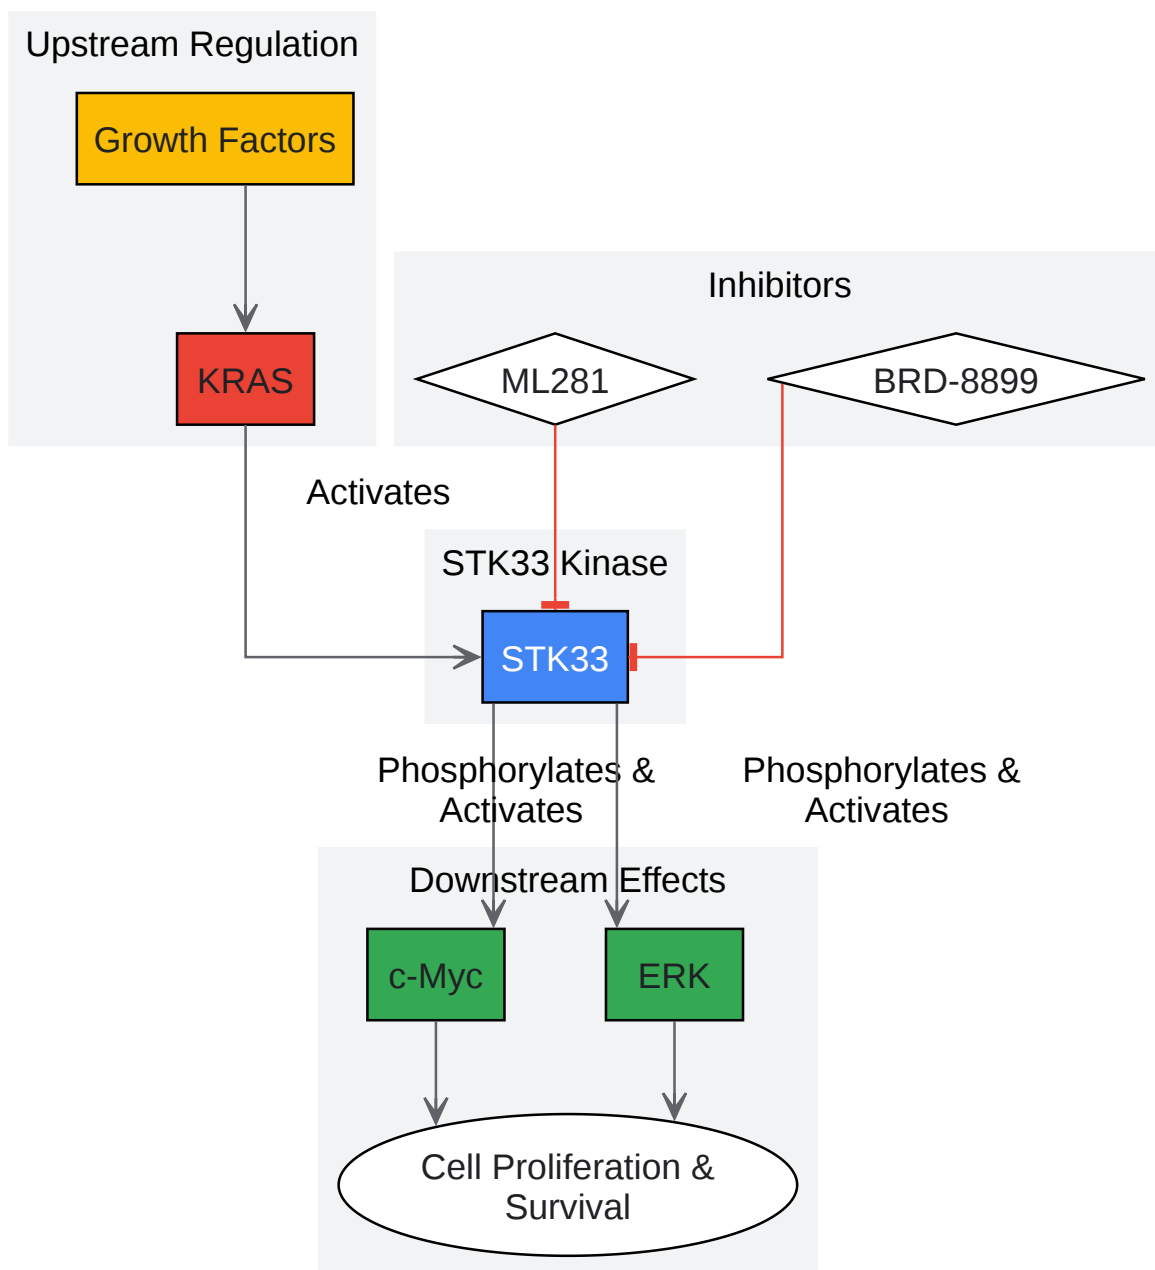 Upstream Regulation
Growth Factors
KRAS
Inhibitors
ML281
BRD-8899
Activates
STK33 Kinase
STK33
Phosphorylates &
Activates
Phosphorylates &
Activates
Downstream Effects
c-Myc
ERK
Cell Proliferation &
Survival